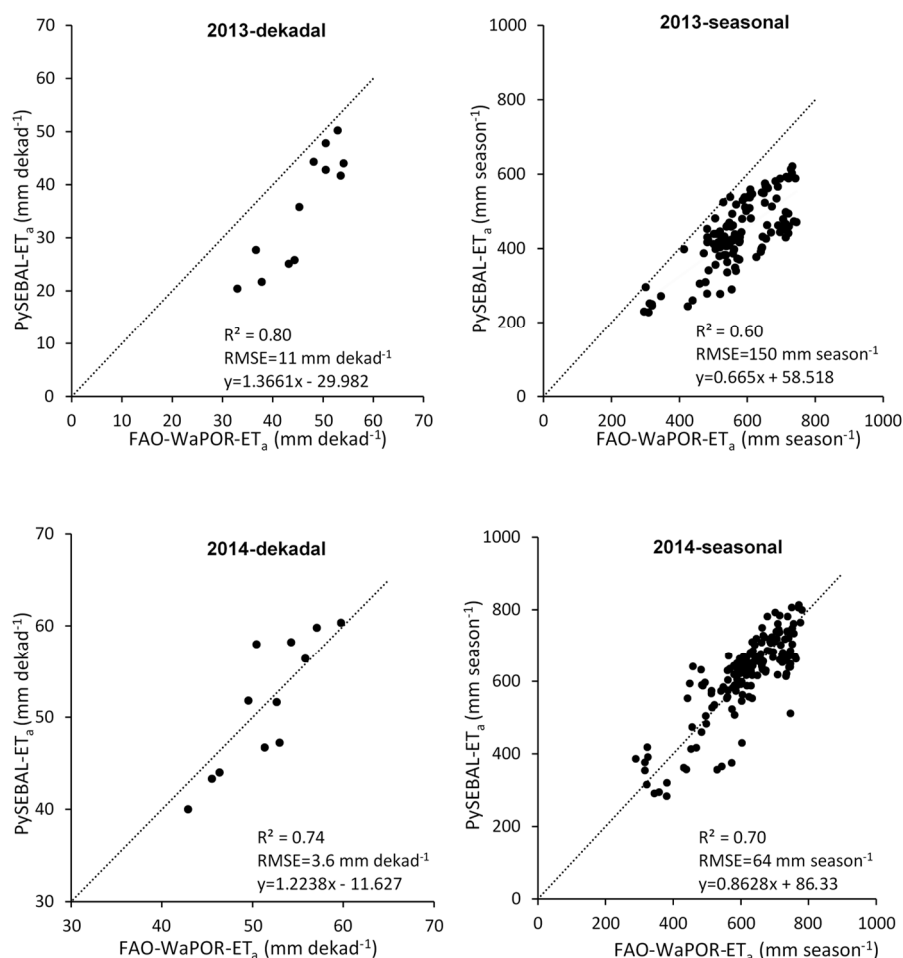 2013-dekadal
70
60
50
40
30
20
10
0
PySEBAL-ETa (mm dekad-1)
R² = 0.80
RMSE=11 mm dekad-1
y=1.3661x - 29.982
0 10 20 30 40 50 60 70
FAO-WaPOR-ETa (mm dekad-1)
2013-seasonal
1000
800
600
400
200
0
PySEBAL-ETa (mm season-1)
R² = 0.60
RMSE=150 mm season-1
y=0.665x + 58.518
0 200 400 600 800 1000
FAO-WaPOR-ETa (mm season-1)
2014-dekadal
70
60
50
40
30
PySEBAL-ETa (mm dekad-1)
R² = 0.74
RMSE=3.6 mm dekad-1
y=1.2238x - 11.627
30 40 50 60 70
FAO-WaPOR-ETa (mm dekad-1)
2014-seasonal
1000
800
600
400
200
0
PySEBAL-ETa (mm season-1)
R² = 0.70
RMSE=64 mm season-1
y=0.8628x + 86.33
0 200 400 600 800 1000
FAO-WaPOR-ETa (mm season-1)